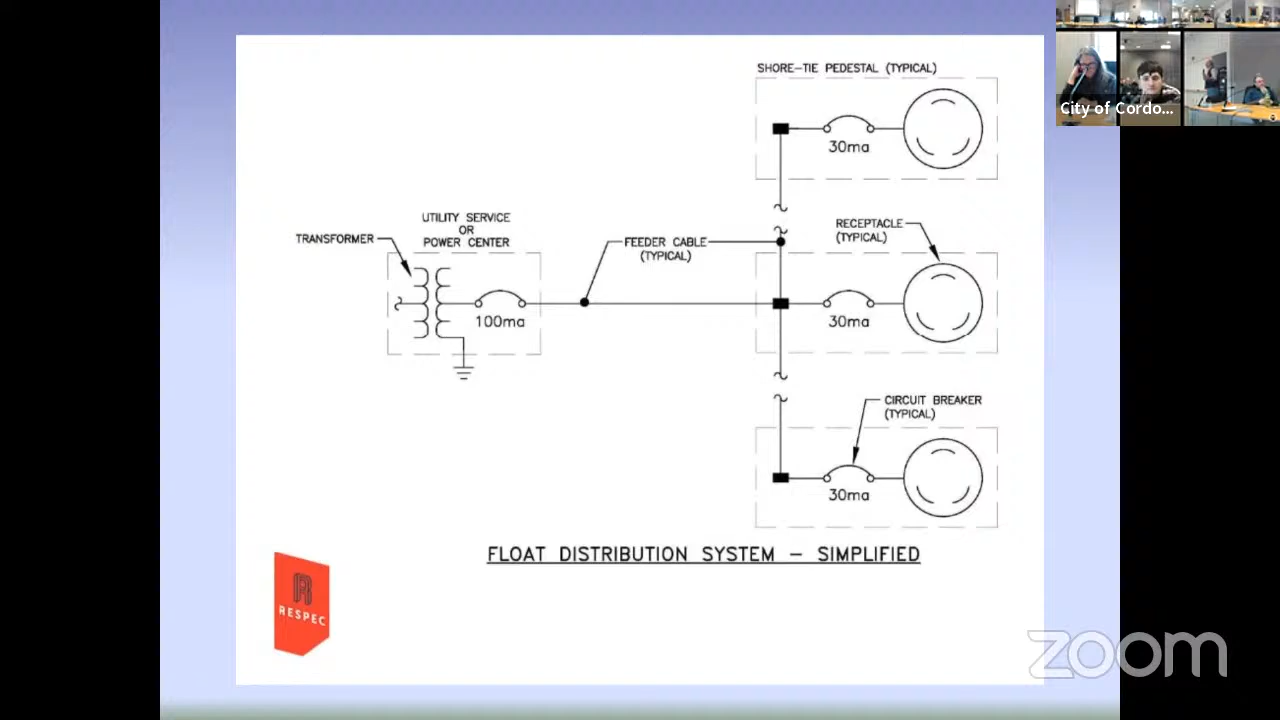 SHORE-TIE PEDESTAL (TYPICAL)
City of Cordo...
30ma
UTILITY SERVICE
OR
POWER CENTER
TRANSFORMER
FEEDER CABLE
(TYPICAL)
RECEPTACLE
(TYPICAL)
100ma
30ma
CIRCUIT BREAKER
(TYPICAL)
30ma
FLOAT DISTRIBUTION SYSTEM - SIMPLIFIED
R
RESPEC
zoom